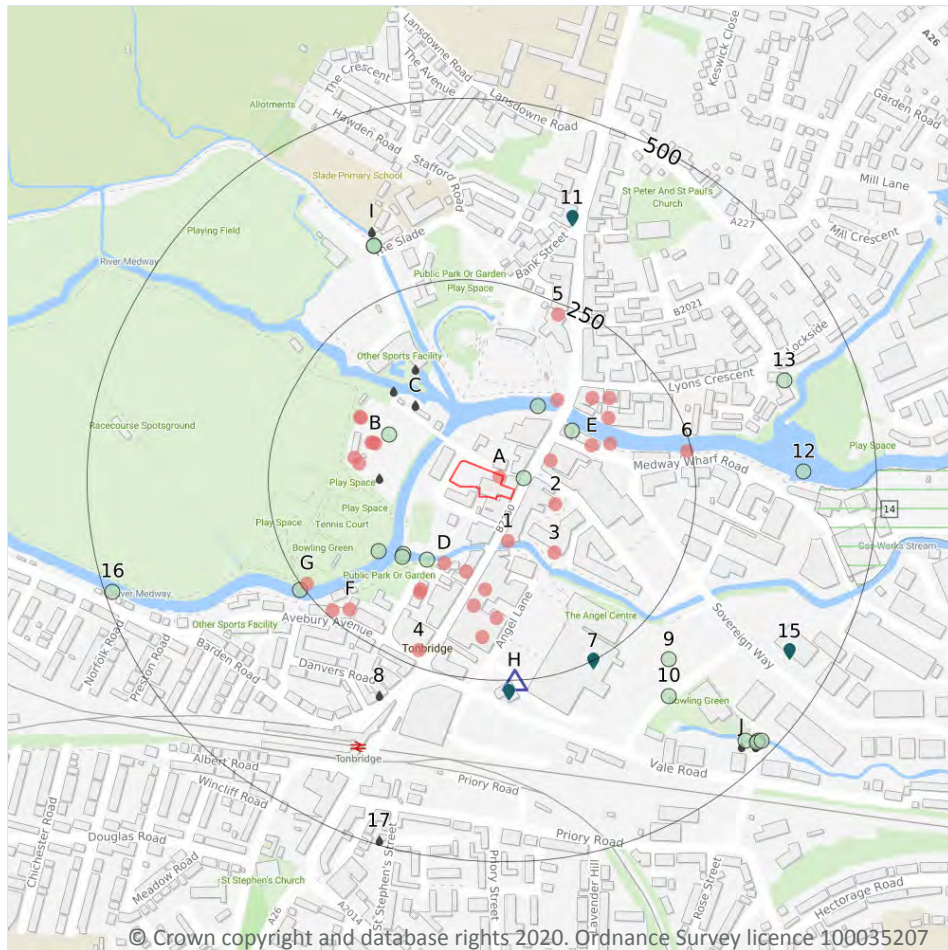 Lansdowne Road
The Avenue
The Crescent
Allotments
Hawden Road
Lansdowne Road
Keswick Close
A26
A26
Garden Road
Stafford Road
500
Slade Primary School
Mill Lane
St Peter And St Paul's
Church
11
I
A227
Mill Crescent
Playing Field
The Slade
Bank Street
River Medway
Public Park Or Garden
Play Space
5
250
B2021
Lockside
Other Sports Facility
13
Lyons Crescent
C
Racecourse Spotsground
B
E
6
Medway Wharf Road
12
Play Space
A
Play Space
2
B2260
14
Play Space
Tennis Court
Play Space
1
Gas Works Stream
Bowling Green
D
3
16
G
Public Park Or Garden
River Medway
F
Avebury Avenue
The Angel Centre
Other Sports Facility
Angel Lane
Sovereign Way
Norfolk Road
Preston Road
Barden Road
4
Tonbridge
7
9
15
Danvers Road
H
8
10
Bowling Green
J
Tonbridge
Albert Road
Vale Road
Wincliff Road
Priory Road
Chichester Road
17
Priory Road
Douglas Road
Meadow Road
St Stephen's Church
St Stephen's Street
A26
A2014
Priory Street
Lavender Hill
Rose Street
Hectorage Road
© Crown copyright and database rights 2020. Ordnance Survey licence 100035207